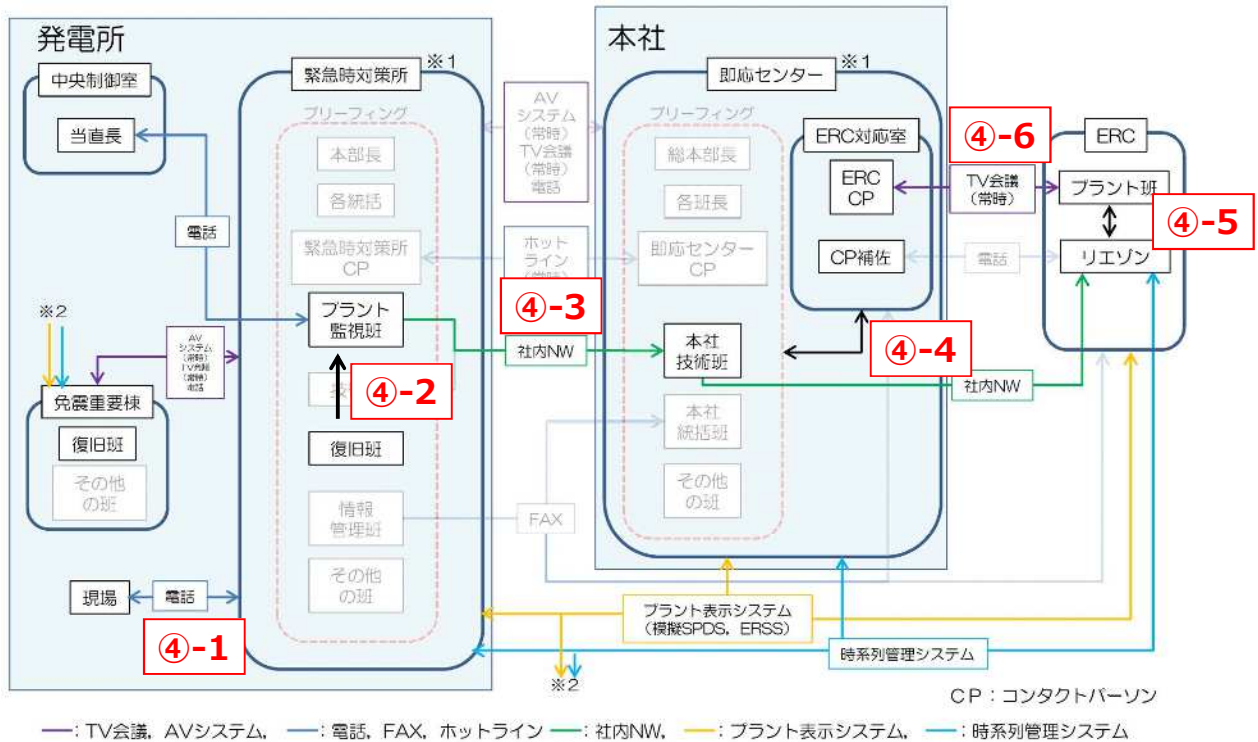 発電所
中央制御室
当直長
電話
※2
AV
システム
(常時)
TV会議
(常時)
電話
免震重要棟
復旧班
その他
の班
現場
電話
④-1
緊急時対策所
※1
ブリーフィング
本部長
各統括
緊急時対策所
CP
プラント
監視班
④-2
復旧班
情報
管理班
その他
の班
AV
システム
(常時)
TV会議
(常時)
電話
ホット
ライン
④-3
社内NW
FAX
本社
即応センター
※1
ブリーフィング
総本部長
各班長
即応センター
CP
本社
技術班
本社
統括班
その他
の班
ERC対応室
ERC
CP
CP補佐
④-4
④-6
TV会議
(常時)
電話
社内NW
ERC
プラント班
④-5
リエゾン
プラント表示システム
(模擬SPDS, ERSS)
時系列管理システム
※2
CP:コンタクトパーソン
:TV会議, AVシステム, :電話, FAX, ホットライン :社内NW, :プラント表示システム, :時系列管理システム